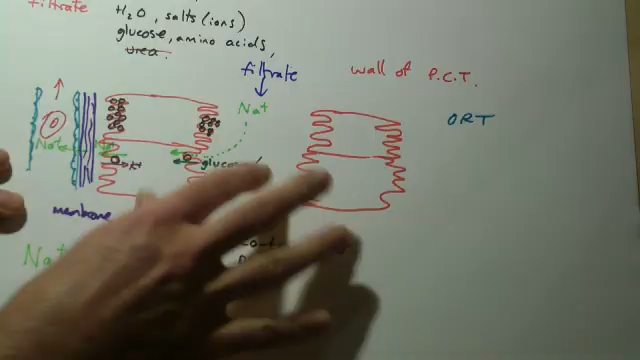 filtrate
H2O, salts (ions)
glucose, amino acids,
urea.
filtrate
wall of P.C.T.
Na+
ORT
Na+
K+
glucose/
membrane
Na+